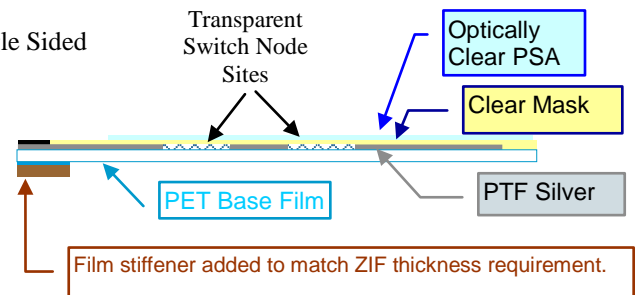 le Sided
Transparent
Switch Node
Sites
Optically
Clear PSA
Clear Mask
PTF Silver
PET Base Film
Film stiffener added to match ZIF thickness requirement.